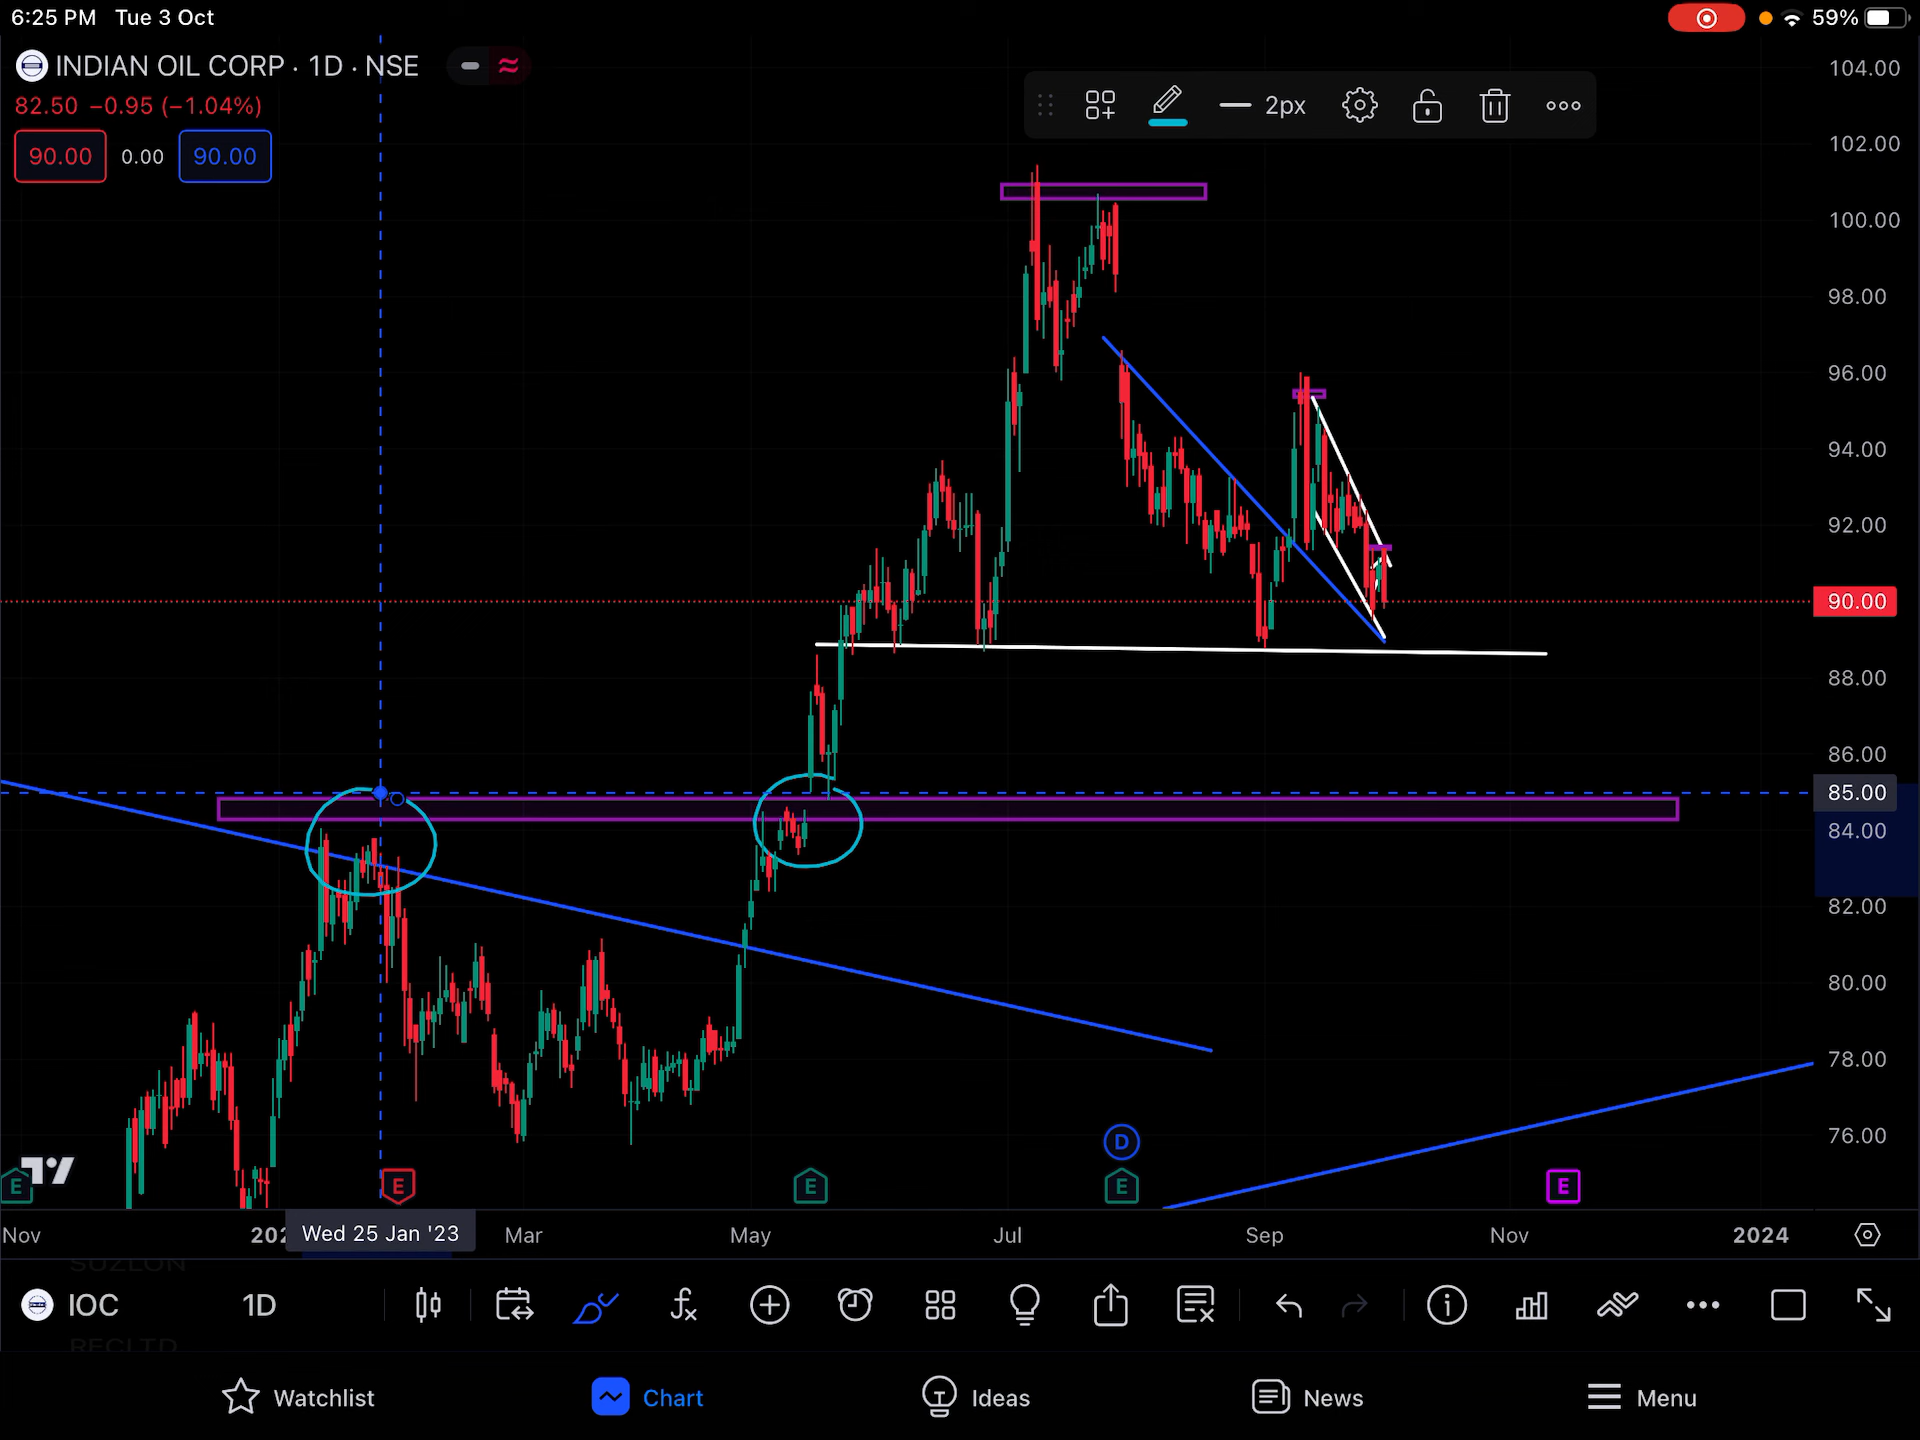 6:25 PM Tue 3 Oct
59%
INDIAN OIL CORP · 1D · NSE
82.50 −0.95 (−1.04%)
90.00 0.00 90.00
2px
104.00
102.00
100.00
98.00
96.00
94.00
92.00
90.00
88.00
86.00
85.00
84.00
82.00
80.00
78.00
76.00
D
E E E E E
Nov
Wed 25 Jan '23
Mar May Jul Sep Nov 2024
SUZLON
IOC 1D
RECLTD
Watchlist Chart Ideas News Menu